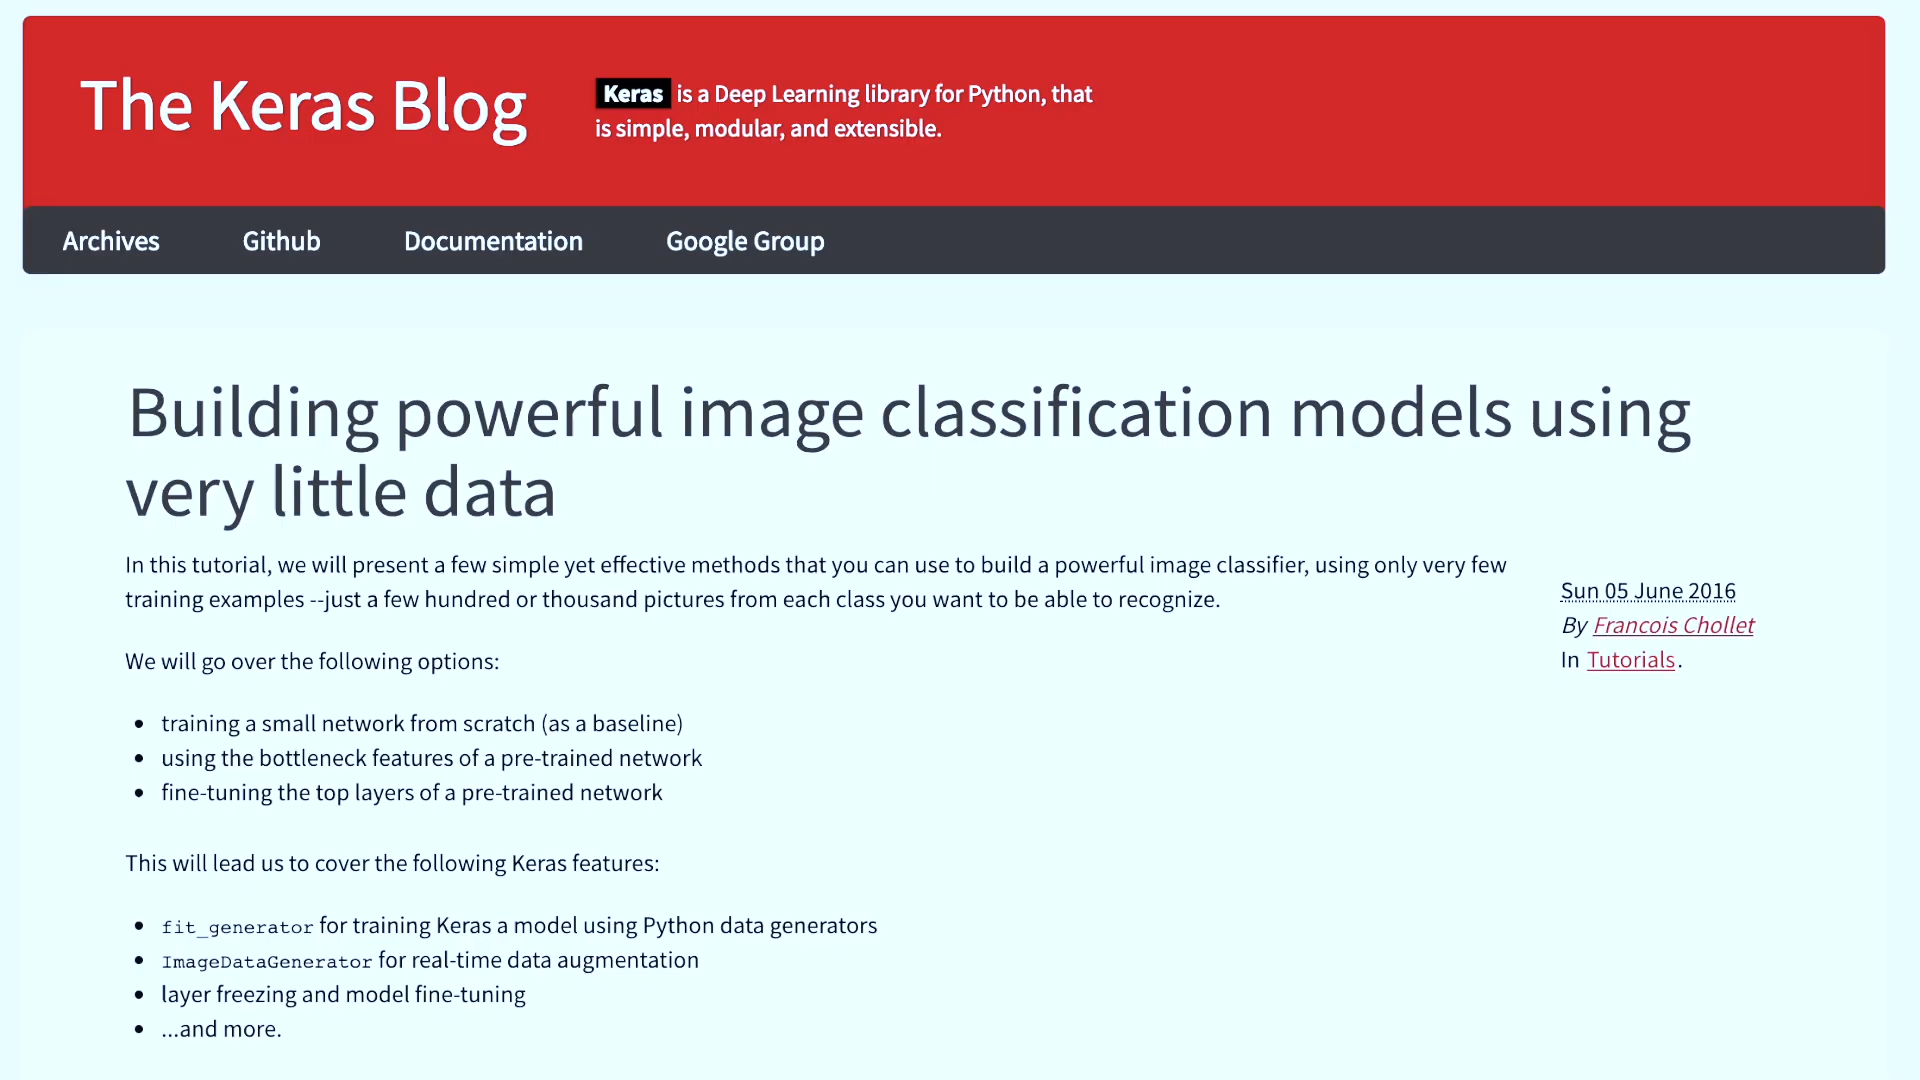 The Keras Blog
Keras is a Deep Learning library for Python, that
is simple, modular, and extensible.
Archives Github Documentation Google Group
Building powerful image classification models using
very little data
In this tutorial, we will present a few simple yet effective methods that you can use to build a powerful image classifier, using only very few
training examples --just a few hundred or thousand pictures from each class you want to be able to recognize.
Sun 05 June 2016
By Francois Chollet
In Tutorials.
We will go over the following options:
• training a small network from scratch (as a baseline)
• using the bottleneck features of a pre-trained network
• fine-tuning the top layers of a pre-trained network
This will lead us to cover the following Keras features:
• fit_generator for training Keras a model using Python data generators
• ImageDataGenerator for real-time data augmentation
• layer freezing and model fine-tuning
• ...and more.